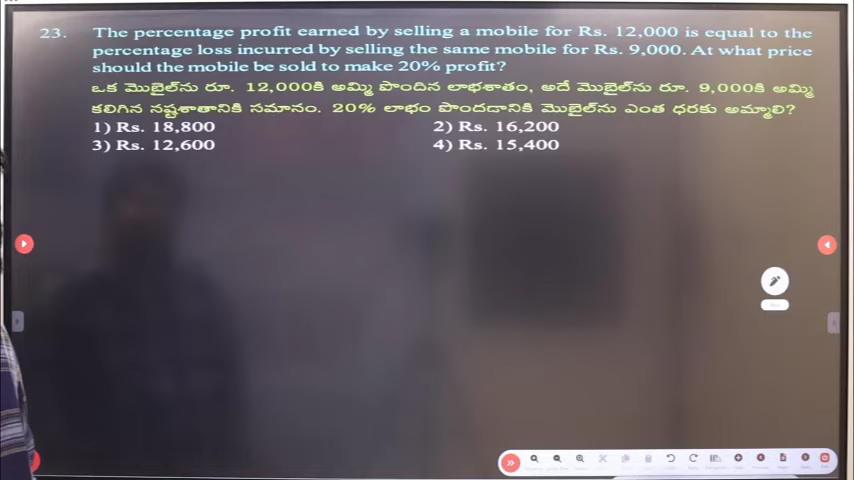 23. The percentage profit earned by selling a mobile for Rs. 12,000 is equal to the
percentage loss incurred by selling the same mobile for Rs. 9,000. At what price
should the mobile be sold to make 20% profit?
ఒక మొబైల్‌ను రూ. 12,000కి అమ్మి పొందిన లాభశాతం, అదే మొబైల్‌ను రూ. 9,000కి అమ్మి
కలిగిన నష్టశాతానికి సమానం. 20% లాభం పొందడానికి మొబైల్‌ను ఎంత ధరకు అమ్మాలి?
1) Rs. 18,800 2) Rs. 16,200
3) Rs. 12,600 4) Rs. 15,400